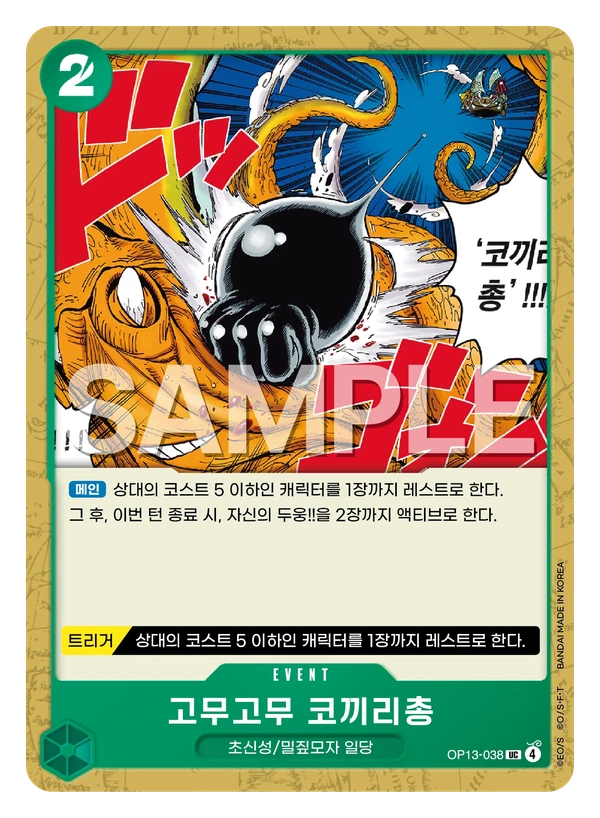 2
ドッ
‘코끼리
총’ !!!!
ゴムッ
SAMPLE
메인 상대의 코스트 5 이하인 캐릭터를 1장까지 레스트로 한다.
그 후, 이번 턴 종료 시, 자신의 두웅!!을 2장까지 액티브로 한다.
트리거 상대의 코스트 5 이하인 캐릭터를 1장까지 레스트로 한다.
EVENT
고무고무 코끼리총
초신성/밀짚모자 일당
OP13-038 UC 4
©E.O/S ©O/S·F·T BANDAI MADE IN KOREA